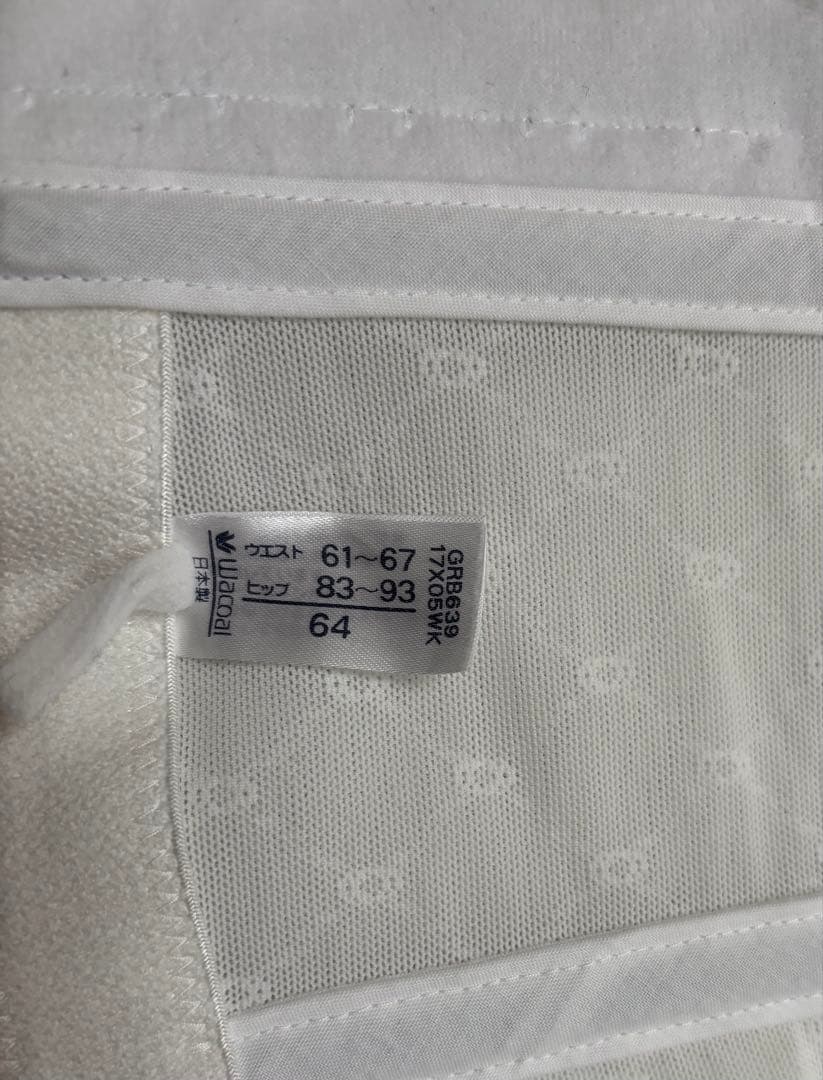 Wacoal
日本製
ウエスト 61～67
ヒップ 83～93
64
GRB639
17X05WK